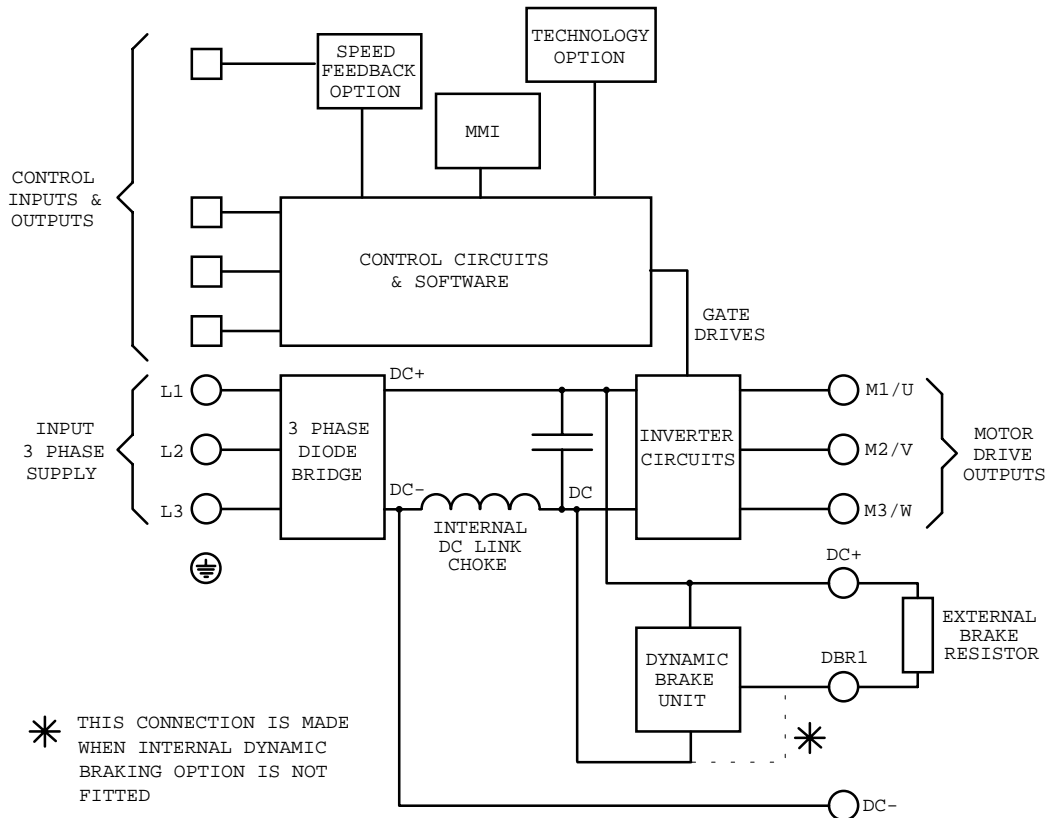 TECHNOLOGY
OPTION
SPEED
FEEDBACK
OPTION
MMI
CONTROL
INPUTS &
OUTPUTS
CONTROL CIRCUITS
& SOFTWARE
GATE
DRIVES
INPUT
3 PHASE
SUPPLY
L1
L2
L3
3 PHASE
DIODE
BRIDGE
DC+
DC-
INTERNAL
DC LINK
CHOKE
DC
INVERTER
CIRCUITS
M1/U
M2/V
M3/W
MOTOR
DRIVE
OUTPUTS
DC+
DYNAMIC
BRAKE
UNIT
DBR1
EXTERNAL
BRAKE
RESISTOR
THIS CONNECTION IS MADE
WHEN INTERNAL DYNAMIC
BRAKING OPTION IS NOT
FITTED
DC-